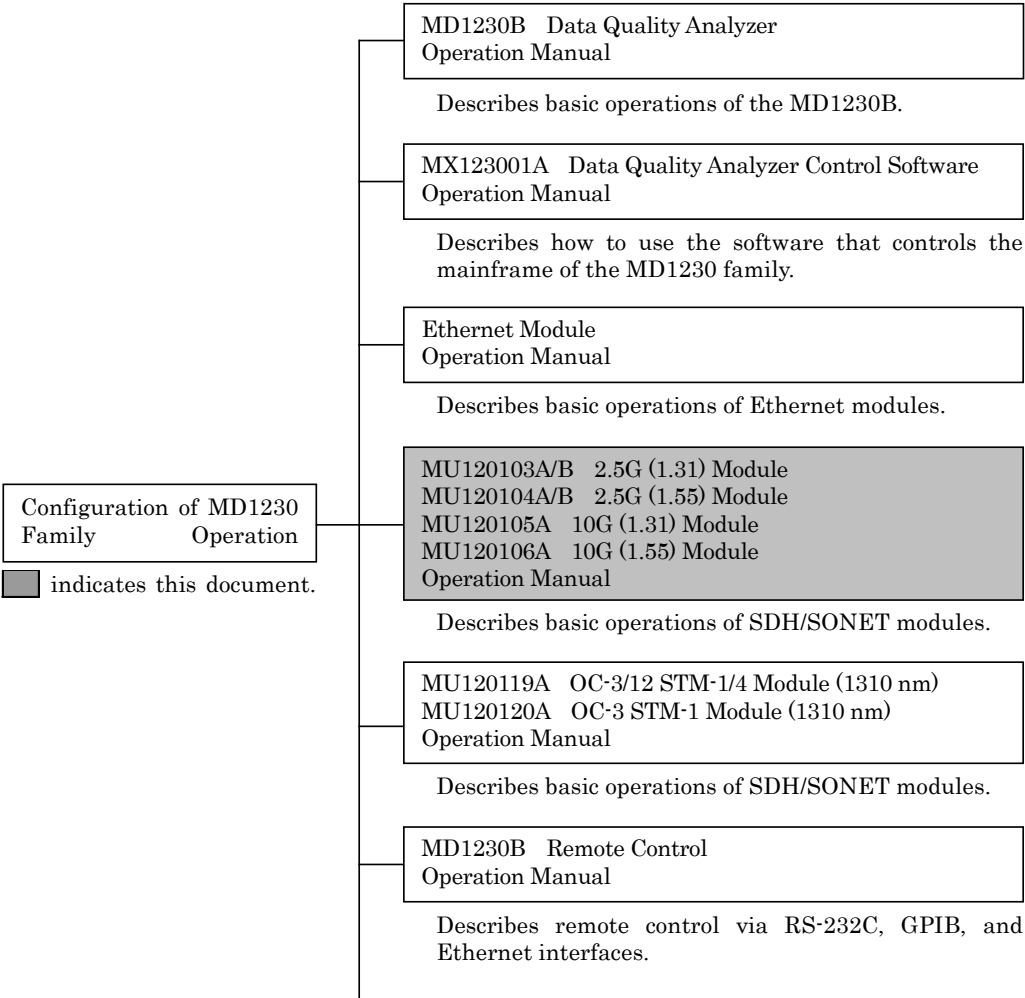 MD1230B Data Quality Analyzer
Operation Manual
Describes basic operations of the MD1230B.
MX123001A Data Quality Analyzer Control Software
Operation Manual
Describes how to use the software that controls the
mainframe of the MD1230 family.
Ethernet Module
Operation Manual
Describes basic operations of Ethernet modules.
Configuration of MD1230
Family Operation
indicates this document.
MU120103A/B 2.5G (1.31) Module
MU120104A/B 2.5G (1.55) Module
MU120105A 10G (1.31) Module
MU120106A 10G (1.55) Module
Operation Manual
Describes basic operations of SDH/SONET modules.
MU120119A OC-3/12 STM-1/4 Module (1310 nm)
MU120120A OC-3 STM-1 Module (1310 nm)
Operation Manual
Describes basic operations of SDH/SONET modules.
MD1230B Remote Control
Operation Manual
Describes remote control via RS-232C, GPIB, and
Ethernet interfaces.